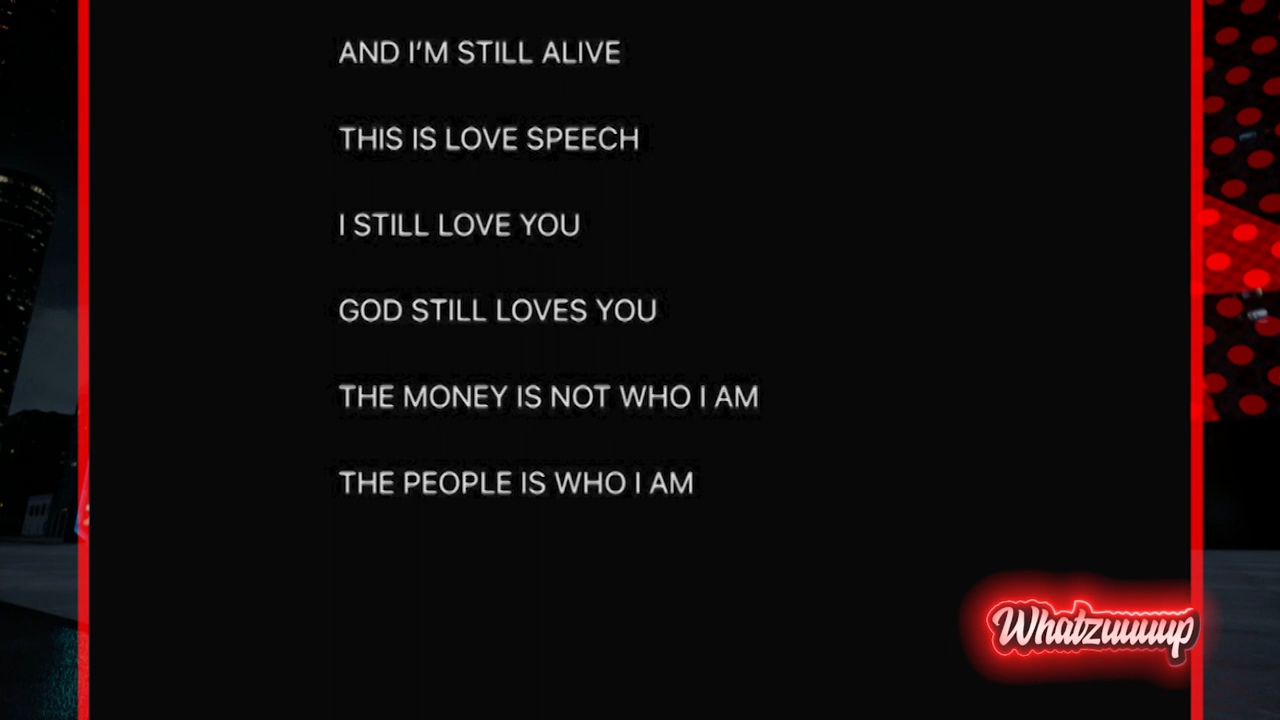 AND I’M STILL ALIVE
THIS IS LOVE SPEECH
I STILL LOVE YOU
GOD STILL LOVES YOU
THE MONEY IS NOT WHO I AM
THE PEOPLE IS WHO I AM
Whatzuuuup